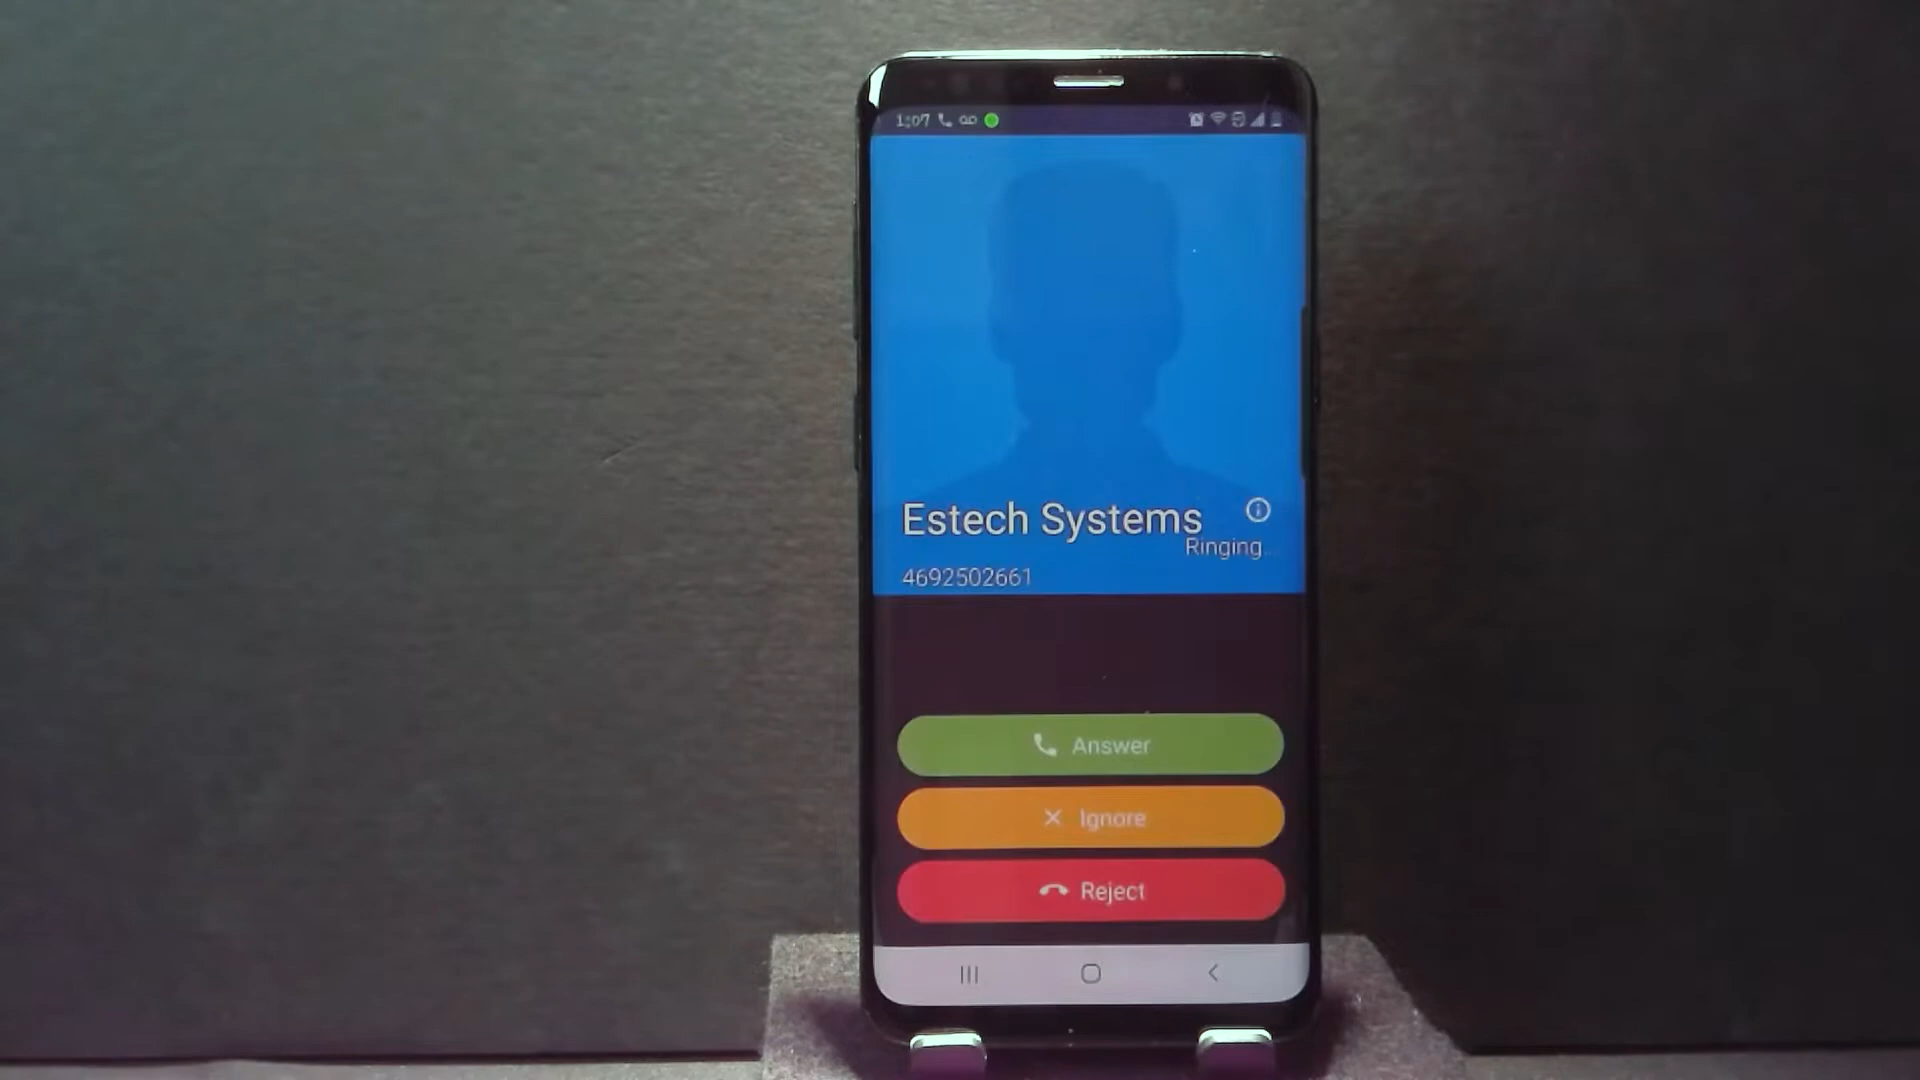 1:07
Estech Systems
Ringing...
4692502661
Answer
Ignore
Reject